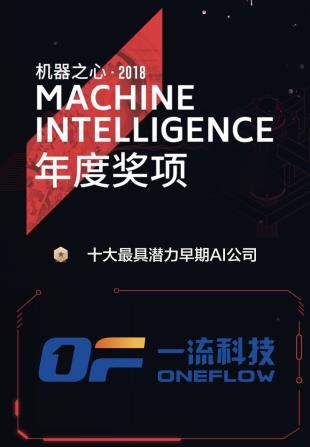 机器之心·2018
MACHINE
INTELLIGENCE
年度奖项
十大最具潜力早期AI公司
OF 一流科技
ONEFLOW